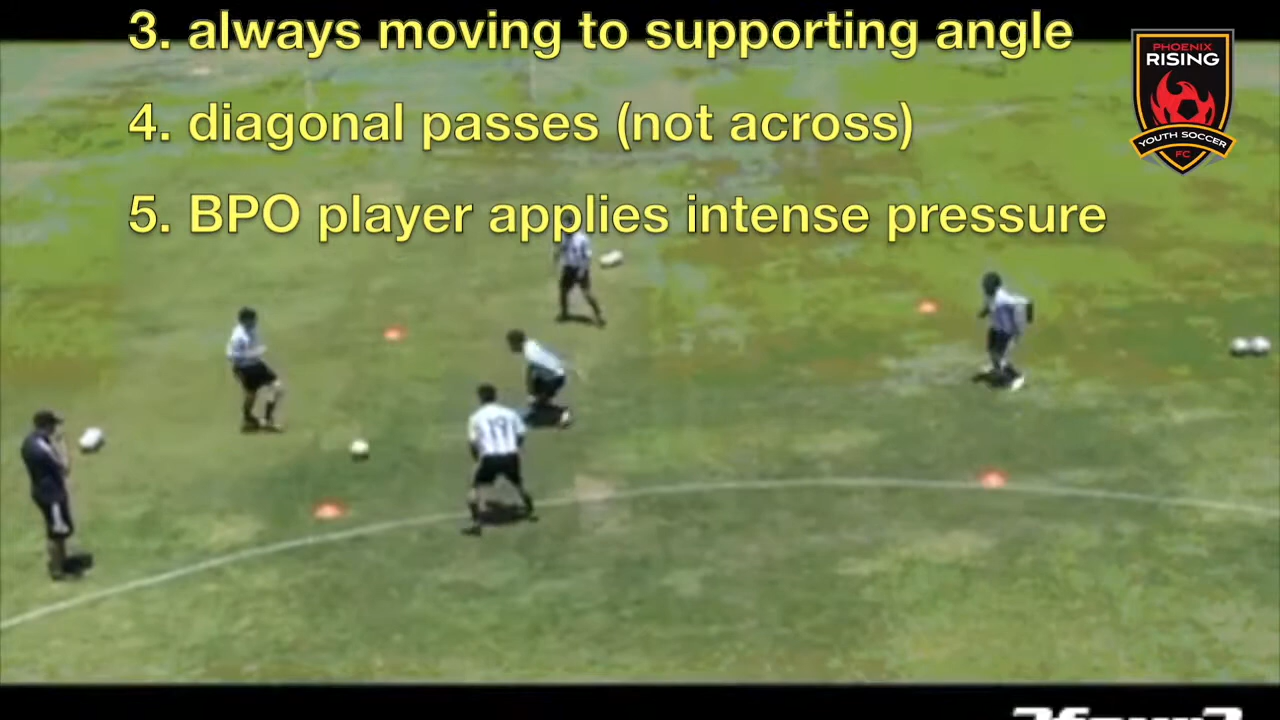 3. always moving to supporting angle
4. diagonal passes (not across)
5. BPO player applies intense pressure
PHOENIX
RISING
YOUTH SOCCER
FC
19